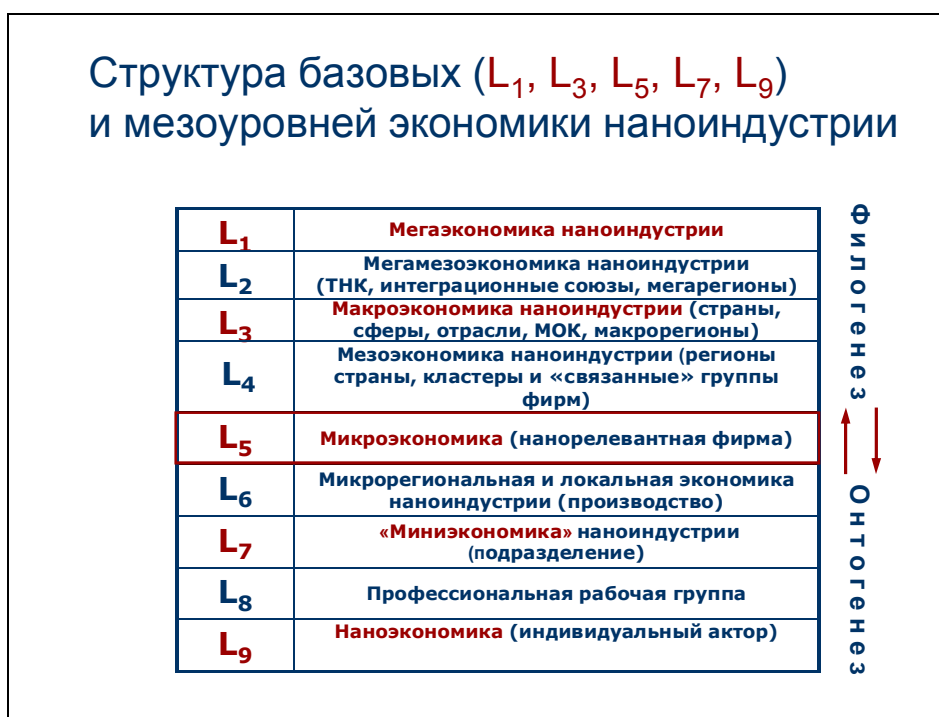 Структура базовых (L1, L3, L5, L7, L9)
и мезоуровней экономики наноиндустрии
L1
Мегаэкономика наноиндустрии
L2
Мегамезоэкономика наноиндустрии
(ТНК, интеграционные союзы, мегарегионы)
L3
Макроэкономика наноиндустрии (страны,
сферы, отрасли, МОК, макрорегионы)
L4
Мезоэкономика наноиндустрии (регионы
страны, кластеры и «связанные» группы
фирм)
L5
Микроэкономика (нанорелевантная фирма)
L6
Микрорегиональная и локальная экономика
наноиндустрии (производство)
L7
«Миниэкономика» наноиндустрии
(подразделение)
L8
Профессиональная рабочая группа
L9
Наноэкономика (индивидуальный актор)
Филогенез
Онтогенез